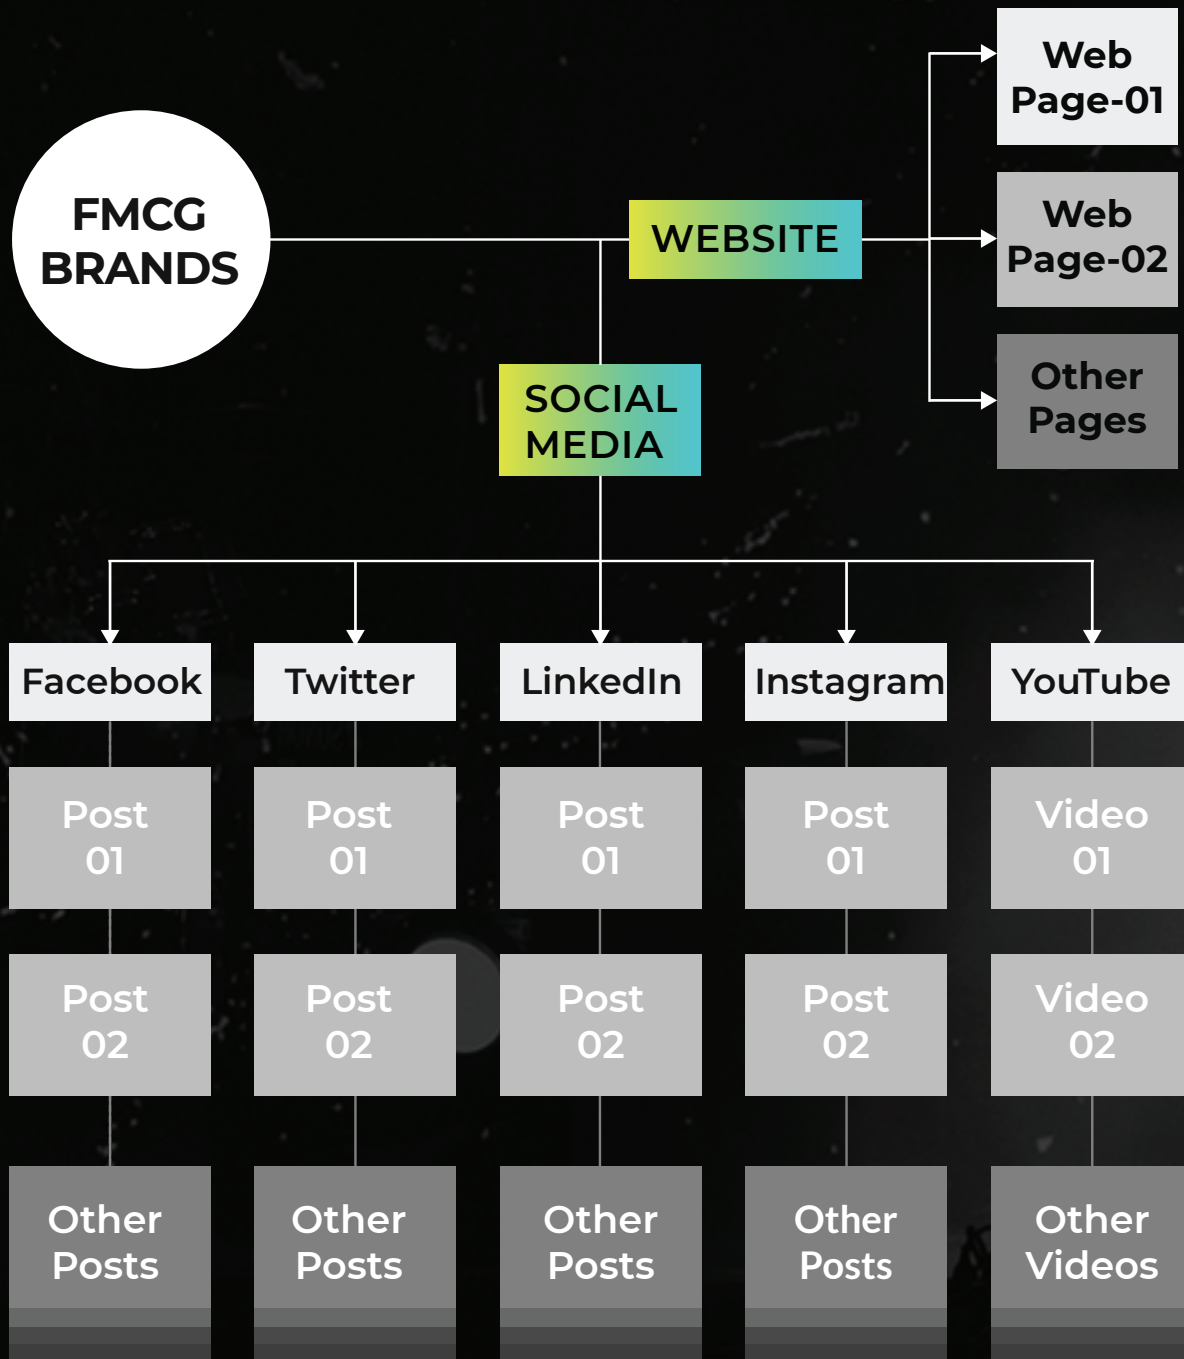 FMCG
BRANDS
WEBSITE
Web
Page-01
Web
Page-02
Other
Pages
SOCIAL
MEDIA
Facebook
Twitter
LinkedIn
Instagram
YouTube
Post
01
Post
01
Post
01
Post
01
Video
01
Post
02
Post
02
Post
02
Post
02
Video
02
Other
Posts
Other
Posts
Other
Posts
Other
Posts
Other
Videos